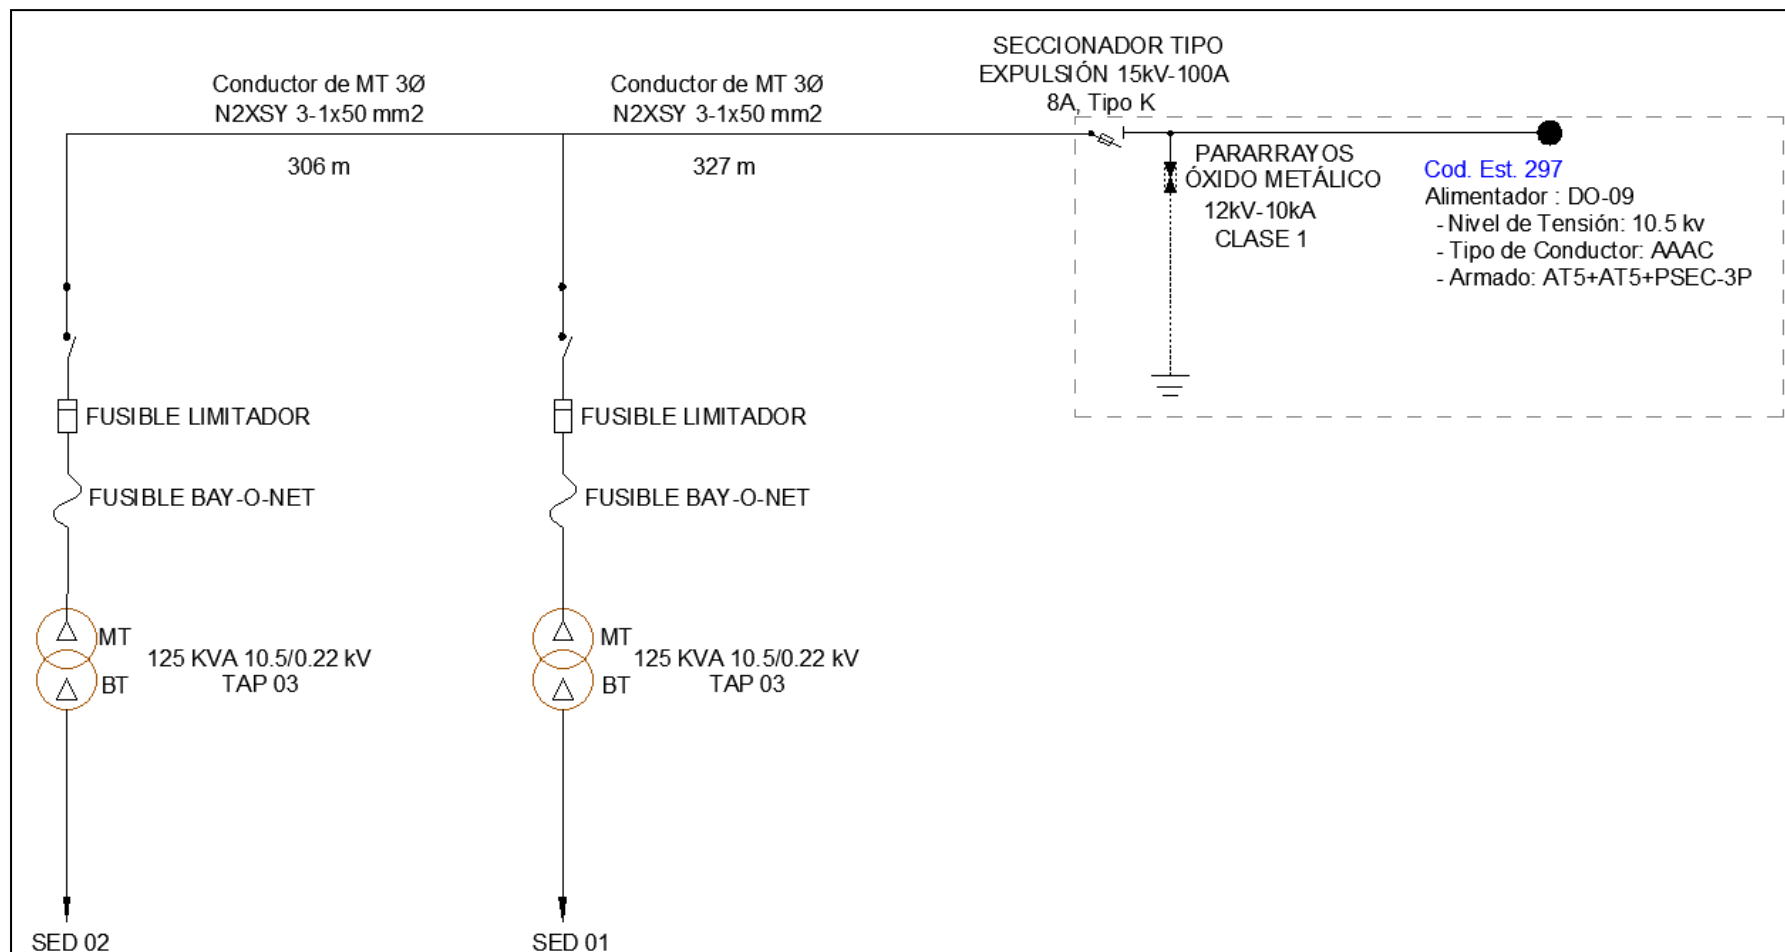 SECCIONADOR TIPO
EXPULSIÓN 15kV-100A
8A, Tipo K
Conductor de MT 3Ø
N2XSY 3-1x50 mm2
306 m
Conductor de MT 3Ø
N2XSY 3-1x50 mm2
327 m
PARARRAYOS
ÓXIDO METÁLICO
12kV-10kA
CLASE 1
Cod. Est. 297
Alimentador : DO-09
- Nivel de Tensión: 10.5 kv
- Tipo de Conductor: AAAC
- Armado: AT5+AT5+PSEC-3P
FUSIBLE LIMITADOR
FUSIBLE LIMITADOR
FUSIBLE BAY-O-NET
FUSIBLE BAY-O-NET
MT
125 KVA 10.5/0.22 kV
TAP 03
BT
MT
125 KVA 10.5/0.22 kV
TAP 03
BT
SED 02
SED 01